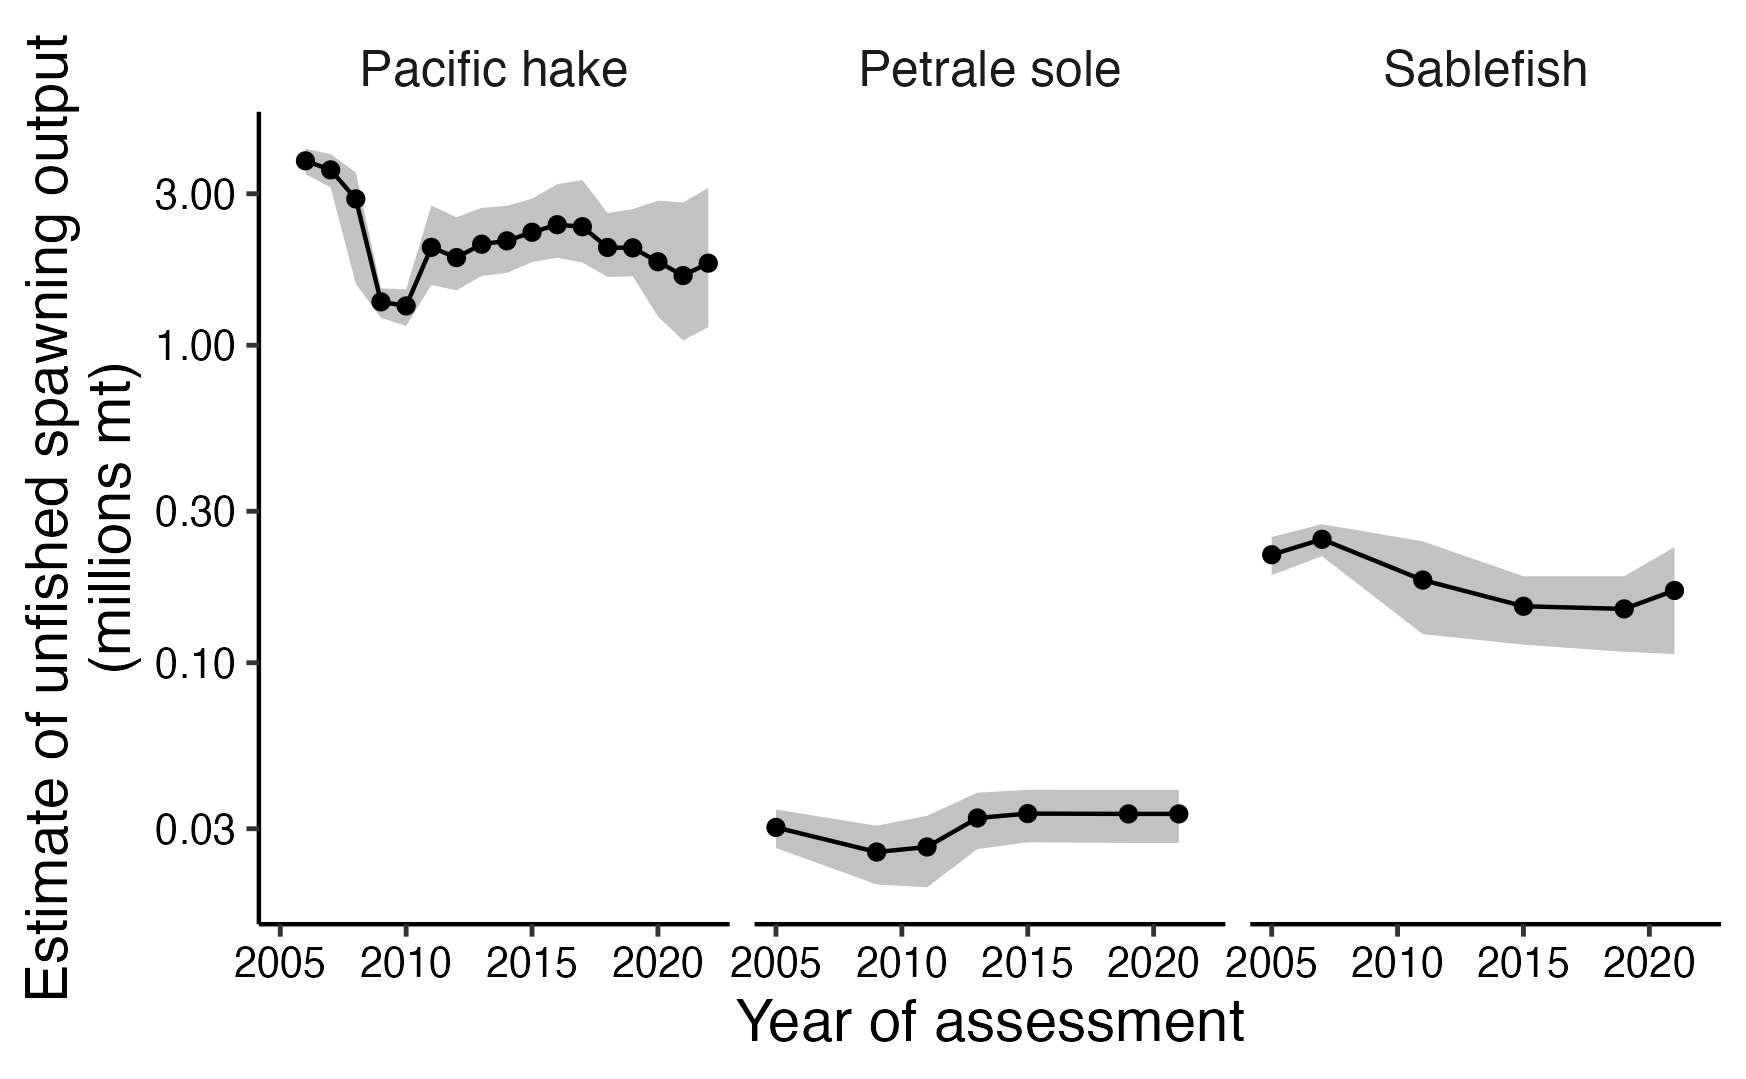 Pacific hake Petrale sole Sablefish
Estimate of unfished spawning output
(millions mt)
3.00
1.00
0.30
0.10
0.03
2005 2010 2015 2020 2005 2010 2015 2020 2005 2010 2015 2020
Year of assessment